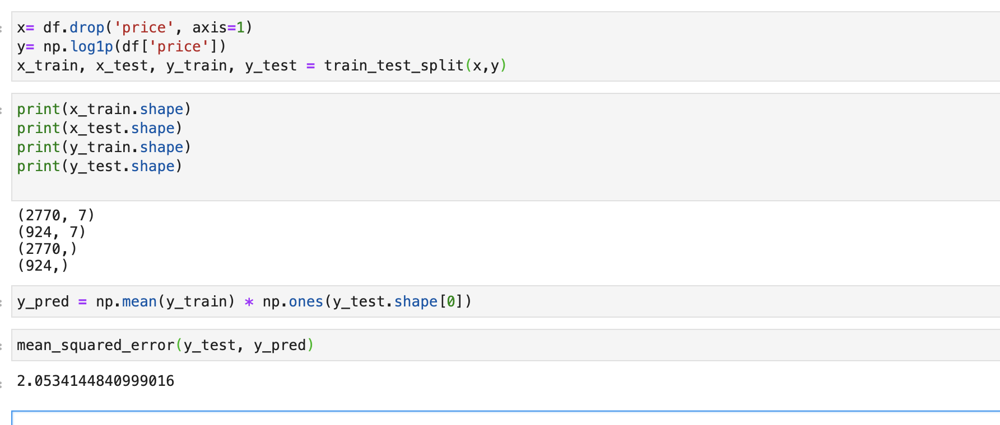 x= df.drop('price', axis=1)
y= np.log1p(df['price'])
x_train, x_test, y_train, y_test = train_test_split(x,y)
print(x_train.shape)
print(x_test.shape)
print(y_train.shape)
print(y_test.shape)
(2770, 7)
(924, 7)
(2770,)
(924,)
y_pred = np.mean(y_train) * np.ones(y_test.shape[0])
mean_squared_error(y_test, y_pred)
2.0534144840999016